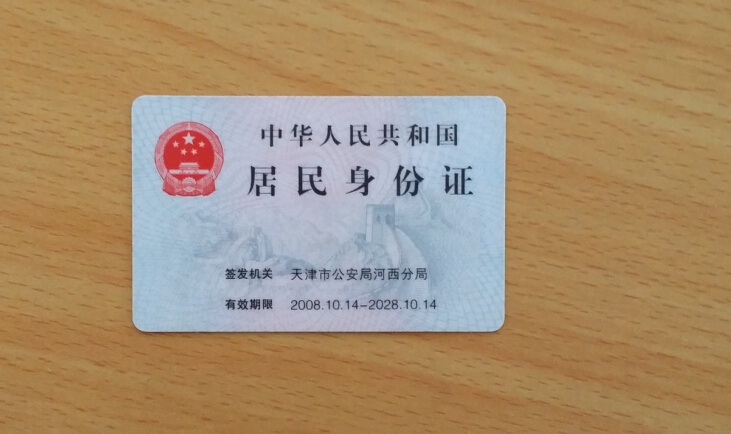 中华人民共和国
居民身份证
签发机关 天津市公安局河西分局
有效期限 2008.10.14-2028.10.14